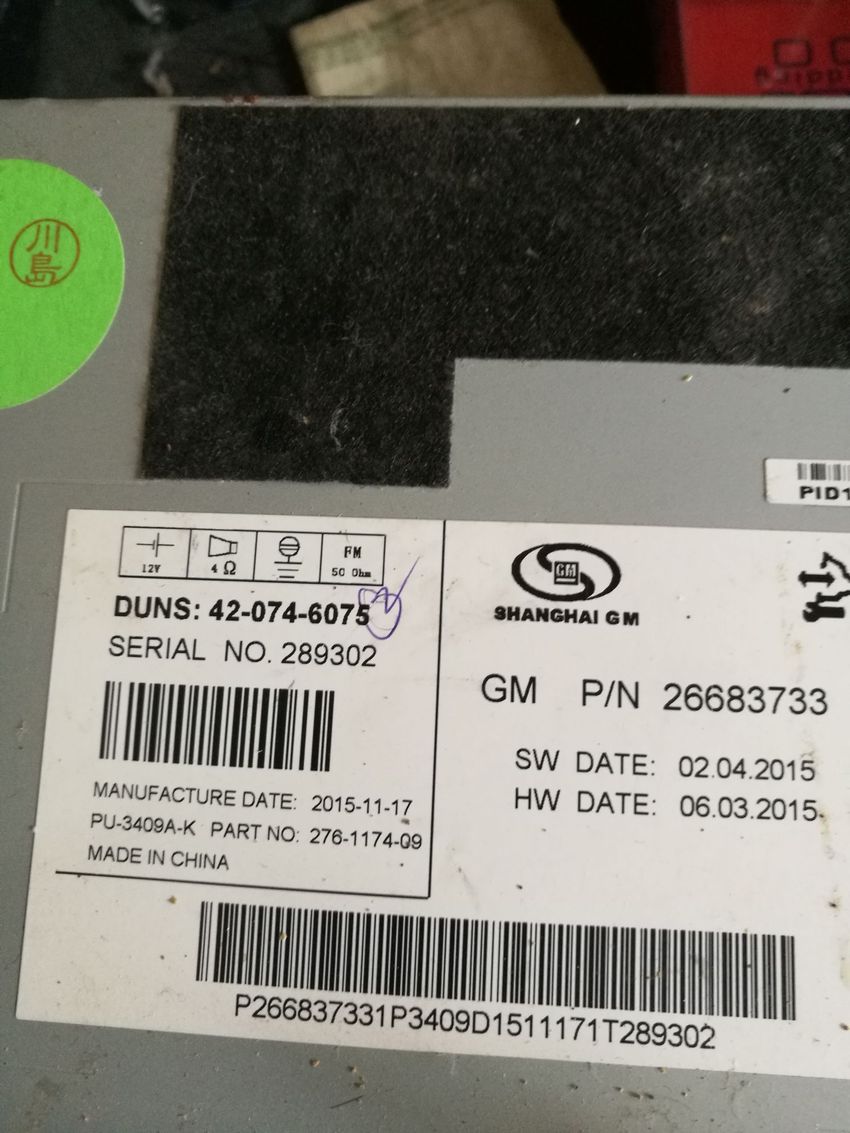 川
島
PID1
12V
4 Ω
FM
50 Ohm
DUNS: 42-074-6075
SERIAL NO. 289302
MANUFACTURE DATE: 2015-11-17
PU-3409A-K PART NO: 276-1174-09
MADE IN CHINA
GM
SHANGHAI GM
GM P/N 26683733
SW DATE: 02.04.2015
HW DATE: 06.03.2015
P266837331P3409D1511171T289302